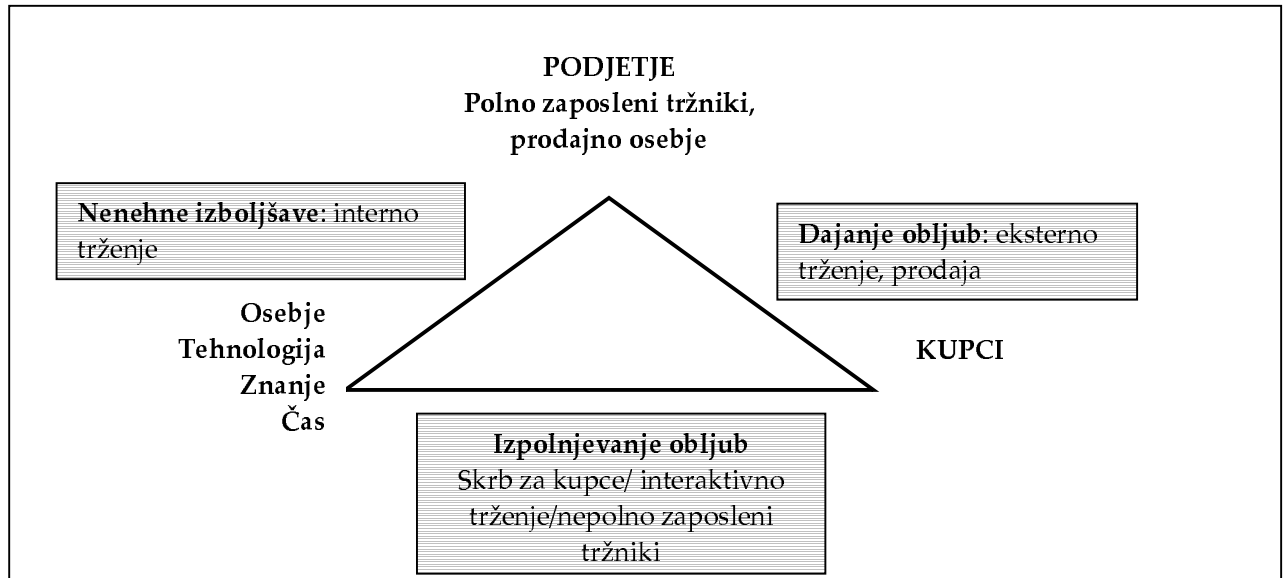 PODJETJE
Polno zaposleni tržniki,
prodajno osebje
Nenehne izboljšave: interno
trženje
Dajanje obljub: eksterno
trženje, prodaja
Osebje
Tehnologija
Znanje
Čas
KUPCI
Izpolnjevanje obljub
Skrb za kupce/ interaktivno
trženje/nepolno zaposleni
tržniki